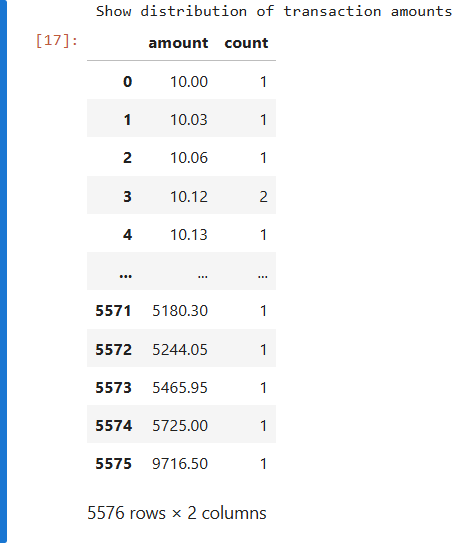 Show distribution of transaction amounts
[17]:
amount count
0 10.00 1
1 10.03 1
2 10.06 1
3 10.12 2
4 10.13 1
... ... ...
5571 5180.30 1
5572 5244.05 1
5573 5465.95 1
5574 5725.00 1
5575 9716.50 1
5576 rows × 2 columns